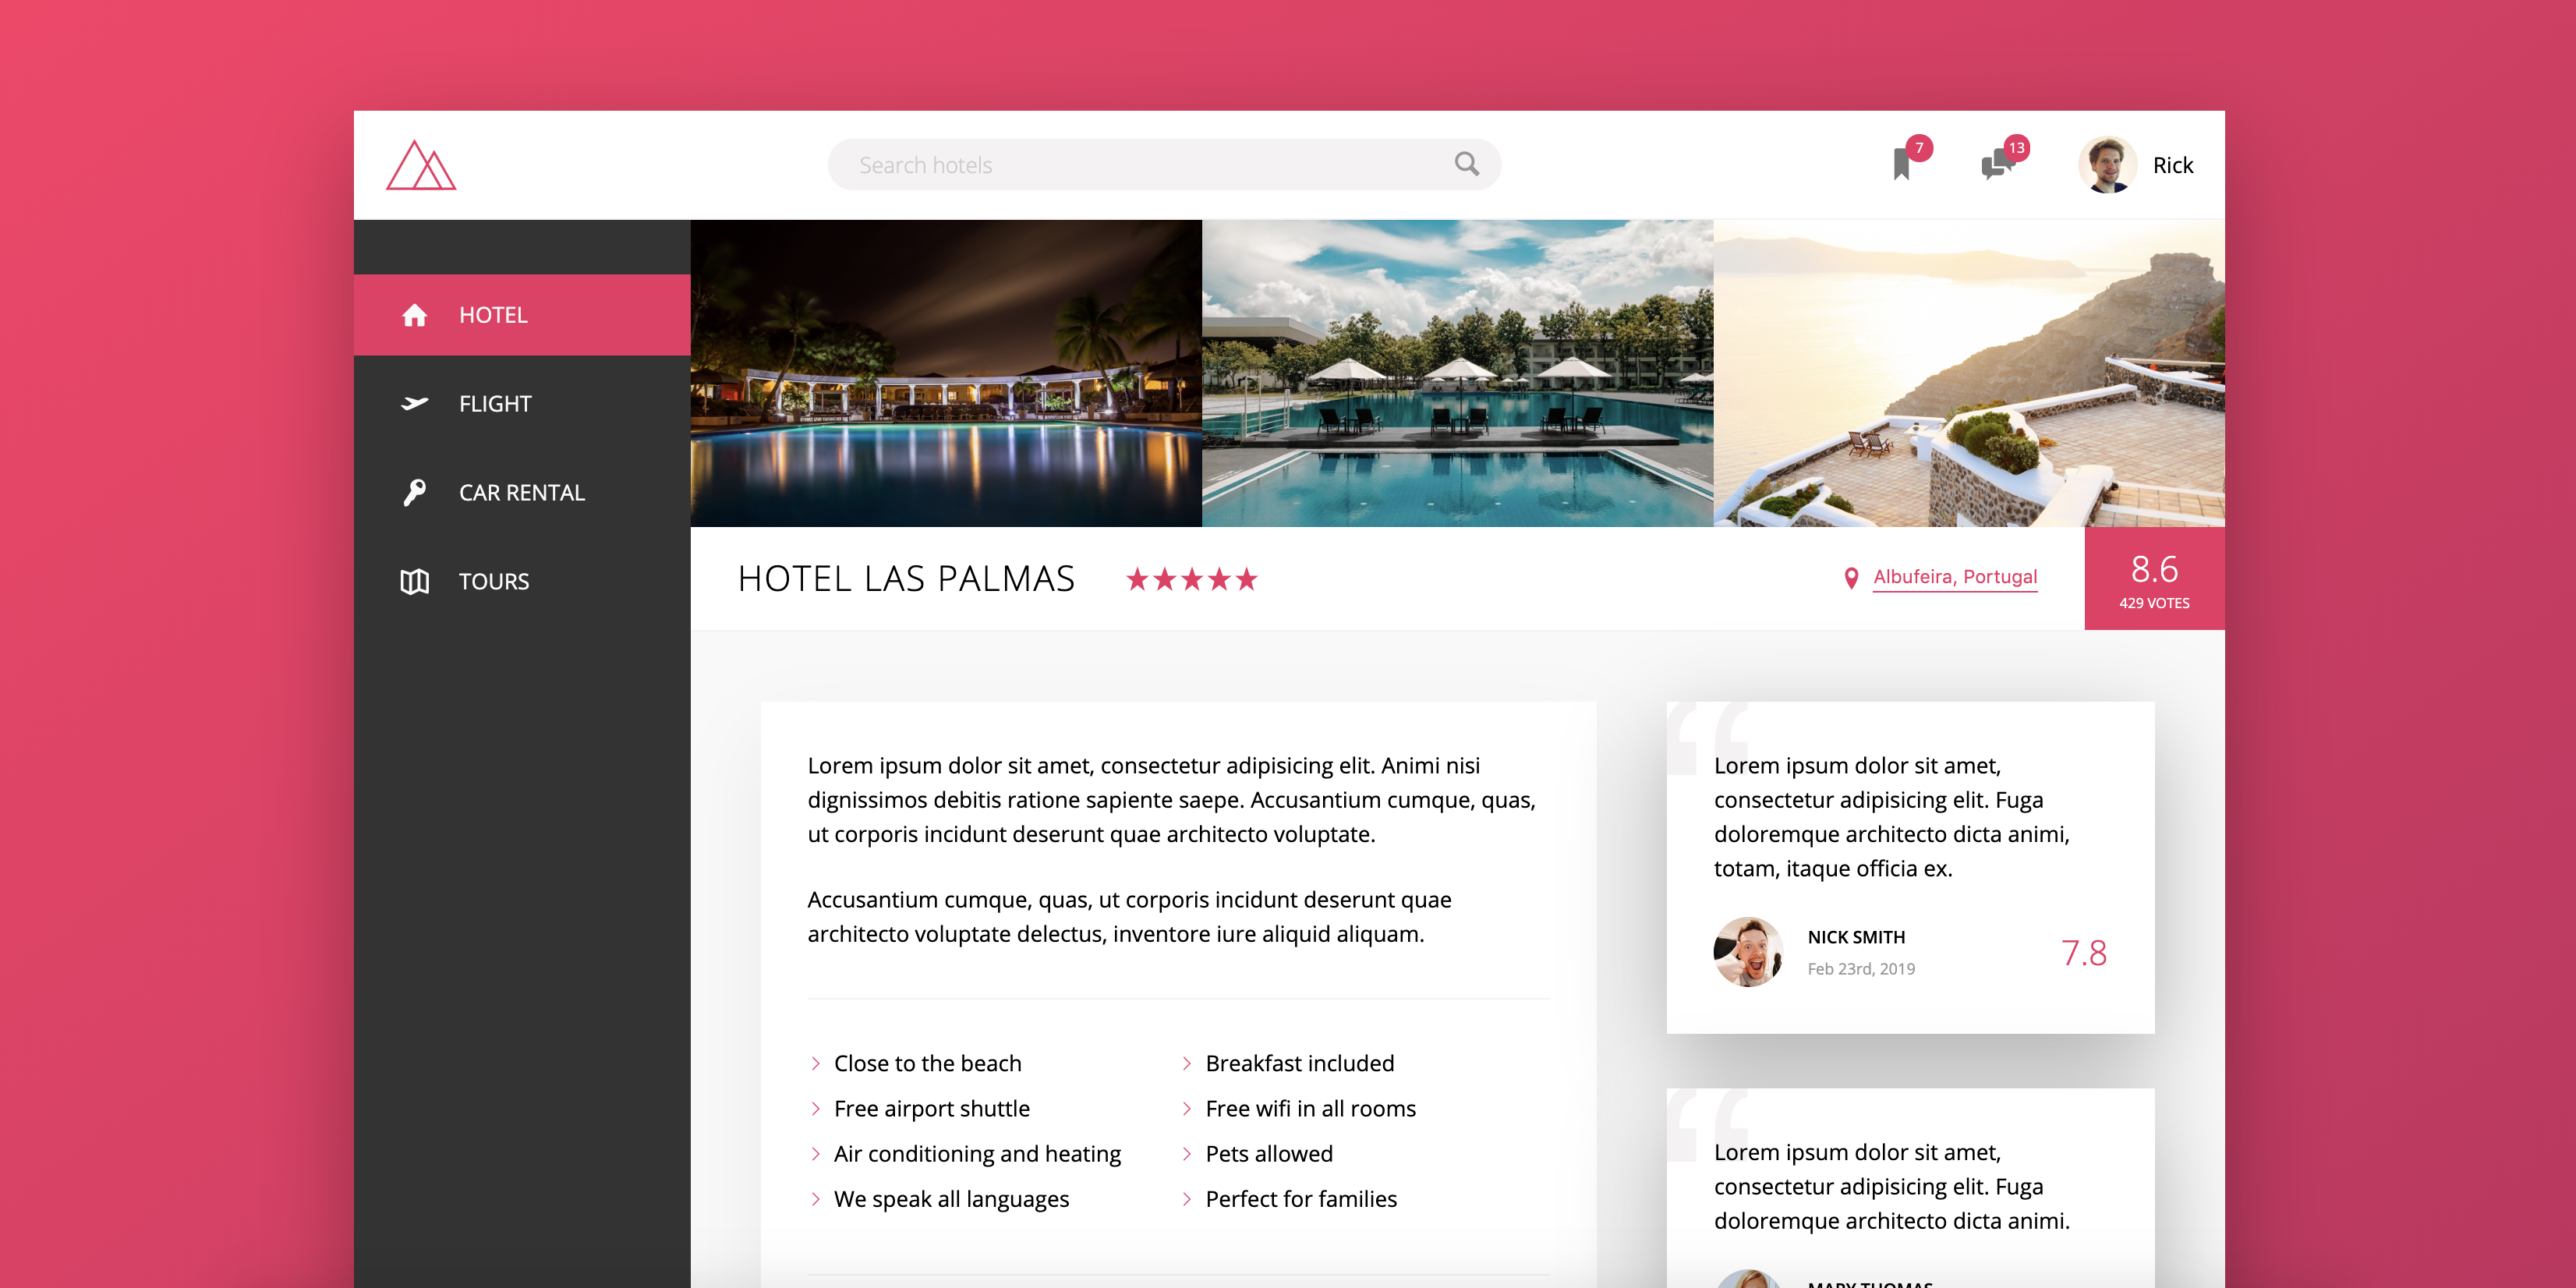 Search hotels
7
13
Rick
HOTEL
FLIGHT
CAR RENTAL
TOURS
HOTEL LAS PALMAS
Albufeira, Portugal
8.6
429 VOTES
Lorem ipsum dolor sit amet, consectetur adipisicing elit. Animi nisi
dignissimos debitis ratione sapiente saepe. Accusantium cumque, quas,
ut corporis incidunt deserunt quae architecto voluptate.
Accusantium cumque, quas, ut corporis incidunt deserunt quae
architecto voluptate delectus, inventore iure aliquid aliquam.
Close to the beach
Breakfast included
Free airport shuttle
Free wifi in all rooms
Air conditioning and heating
Pets allowed
We speak all languages
Perfect for families
“
Lorem ipsum dolor sit amet,
consectetur adipisicing elit. Fuga
doloremque architecto dicta animi,
totam, itaque officia ex.
NICK SMITH
Feb 23rd, 2019
7.8
“
Lorem ipsum dolor sit amet,
consectetur adipisicing elit. Fuga
doloremque architecto dicta animi.
MARY THOMAS